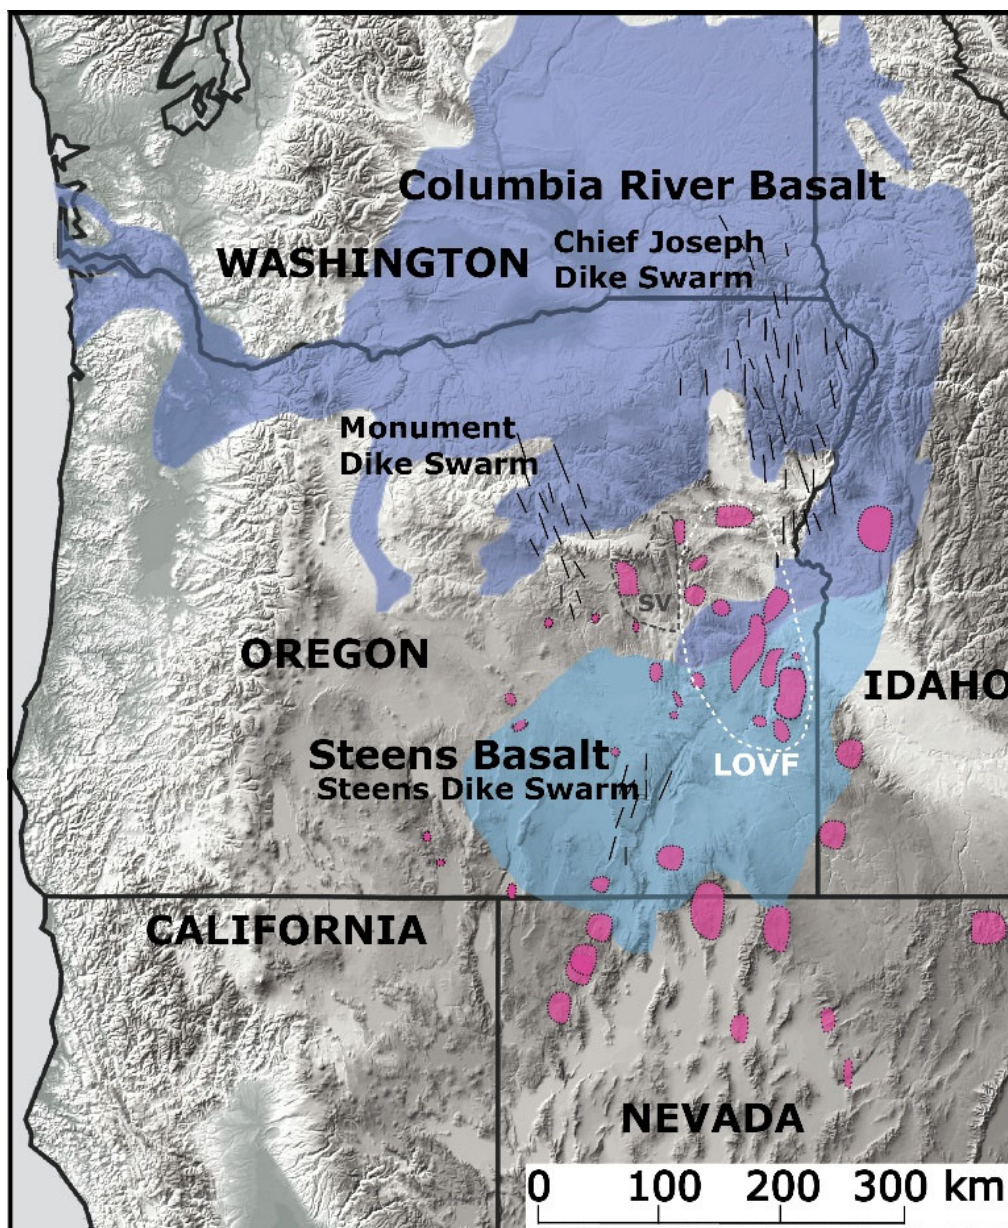 Columbia River Basalt
WASHINGTON
Chief Joseph
Dike Swarm
Monument
Dike Swarm
SV
OREGON
IDAHO
Steens Basalt
Steens Dike Swarm
LOVF
CALIFORNIA
NEVADA
0 100 200 300 km